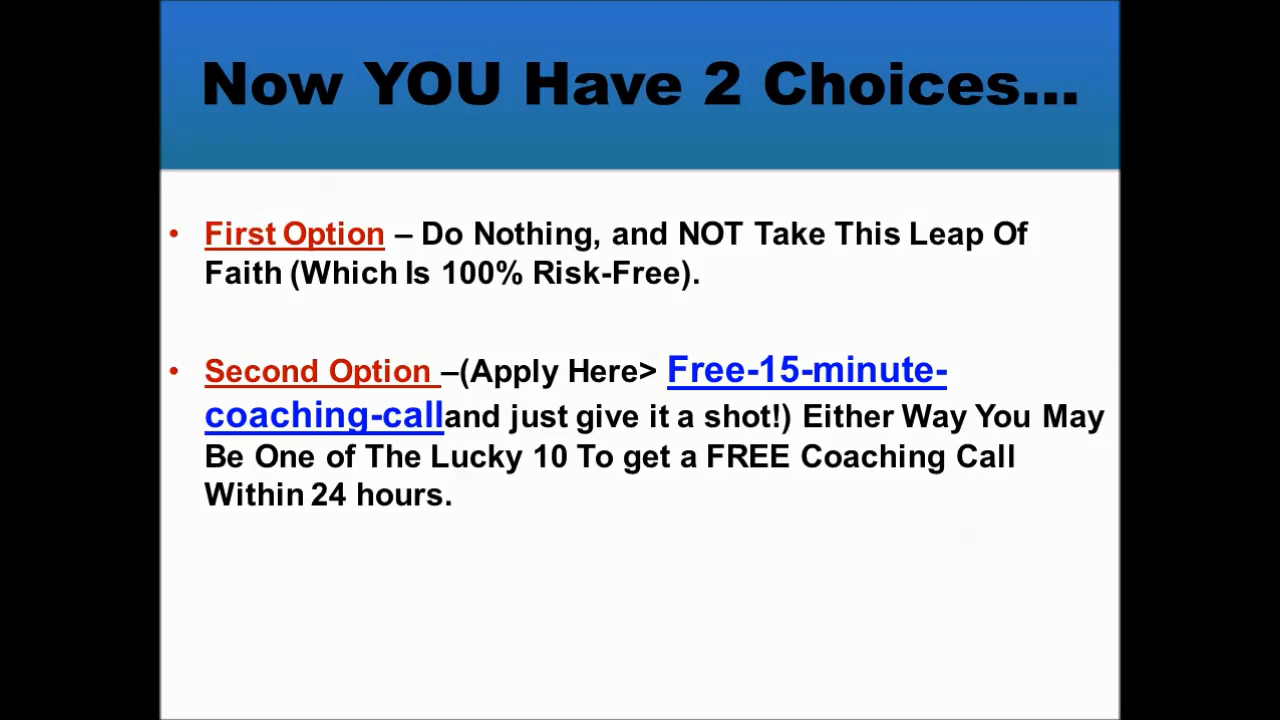 Now YOU Have 2 Choices...
• First Option – Do Nothing, and NOT Take This Leap Of
Faith (Which Is 100% Risk-Free).
• Second Option –(Apply Here> Free-15-minute-
coaching-calland just give it a shot!) Either Way You May
Be One of The Lucky 10 To get a FREE Coaching Call
Within 24 hours.